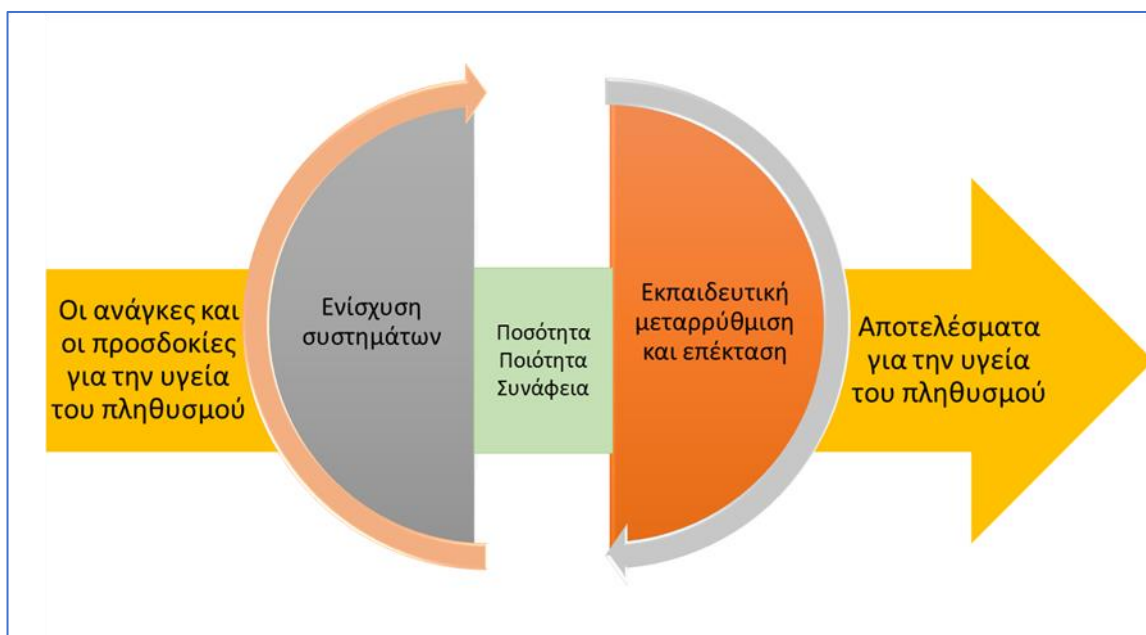 Οι ανάγκες και
οι προσδοκίες
για την υγεία
του πληθυσμού
Ενίσχυση
συστημάτων
Ποσότητα
Ποιότητα
Συνάφεια
Εκπαιδευτική
μεταρρύθμιση
και επέκταση
Αποτελέσματα
για την υγεία
του πληθυσμού